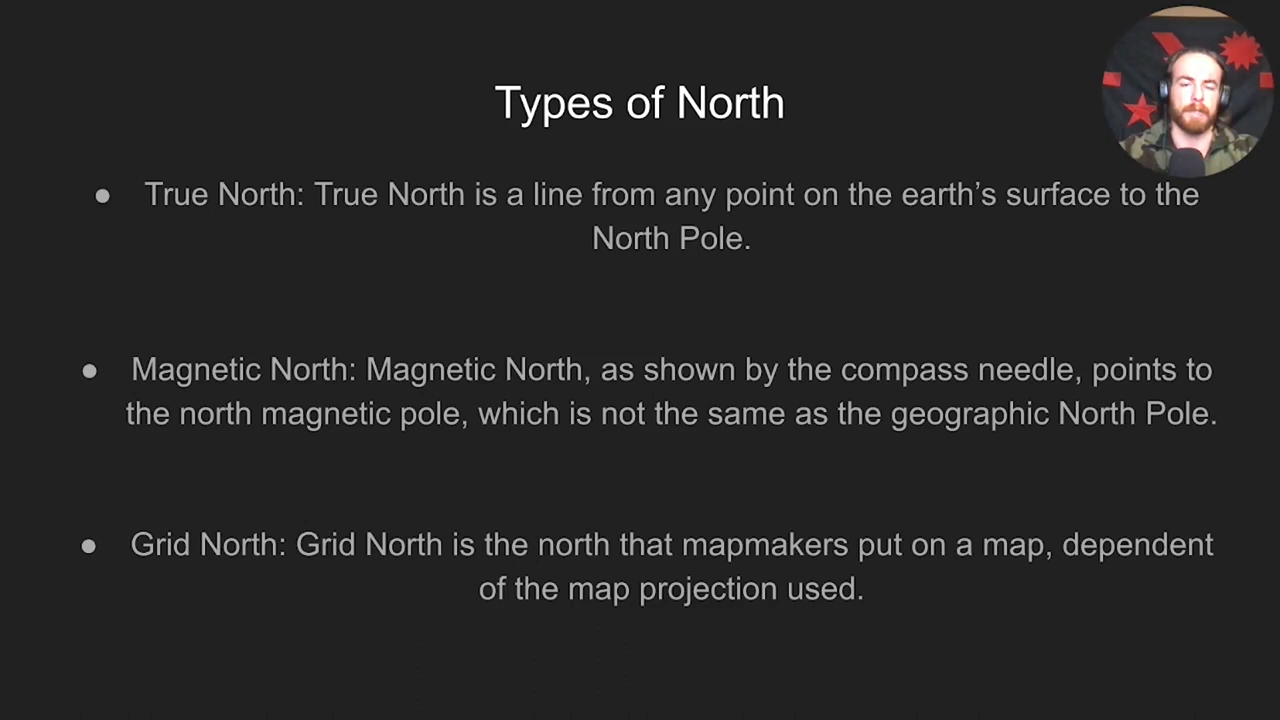 Types of North
● True North: True North is a line from any point on the earth’s surface to the
North Pole.
● Magnetic North: Magnetic North, as shown by the compass needle, points to
the north magnetic pole, which is not the same as the geographic North Pole.
● Grid North: Grid North is the north that mapmakers put on a map, dependent
of the map projection used.